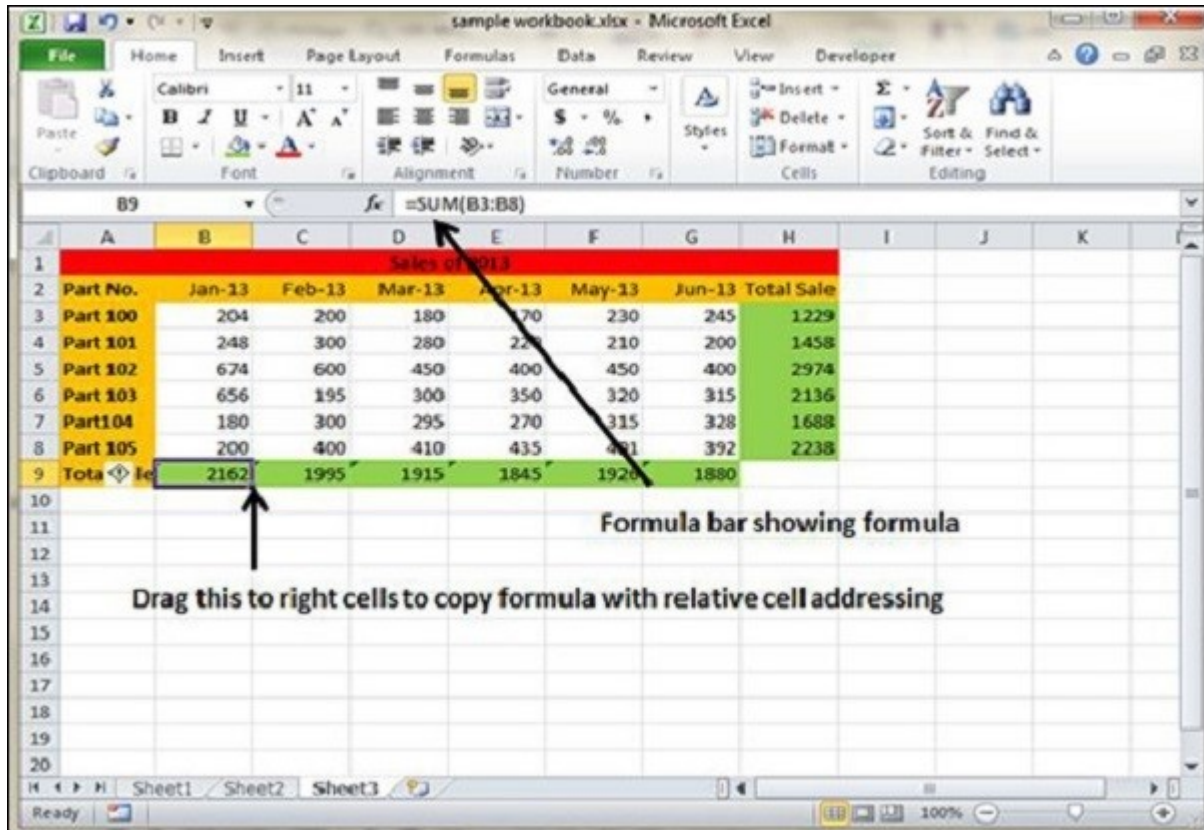 sample workbook.xlsx - Microsoft Excel
File Home Insert Page Layout Formulas Data Review View Developer
Calibri 11 General Insert
B I U A A $ % Delete
Paste Styles Format Sort & Filter Find & Select
Clipboard Font Alignment Number Cells Editing
B9 fx =SUM(B3:B8)
A B C D E F G H I J K
1 Sales of 2013
2 Part No. Jan-13 Feb-13 Mar-13 Apr-13 May-13 Jun-13 Total Sale
3 Part 100 204 200 180 170 230 245 1229
4 Part 101 248 300 280 210 200 1458
5 Part 102 674 600 450 400 450 400 2974
6 Part 103 656 195 300 350 320 315 2136
7 Part104 180 300 295 270 315 328 1688
8 Part 105 200 400 410 435 392 2238
9 2162 1995 1915 1845 1926 1880
10
11 Formula bar showing formula
12
13
14 Drag this to right cells to copy formula with relative cell addressing
15
16
17
18
19
20
Sheet1 Sheet2 Sheet3
Ready 100%